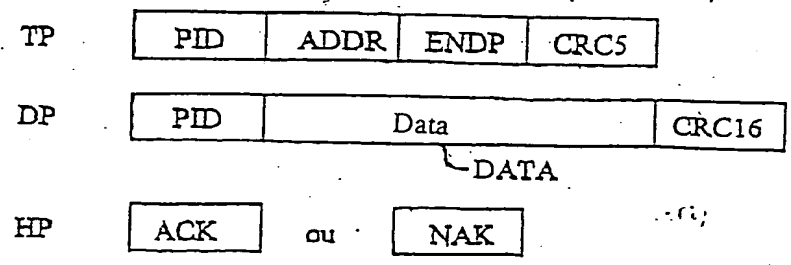 TP PID ADDR ENDP CRC5
DP PID Data CRC16
DATA
HP ACK ou NAK